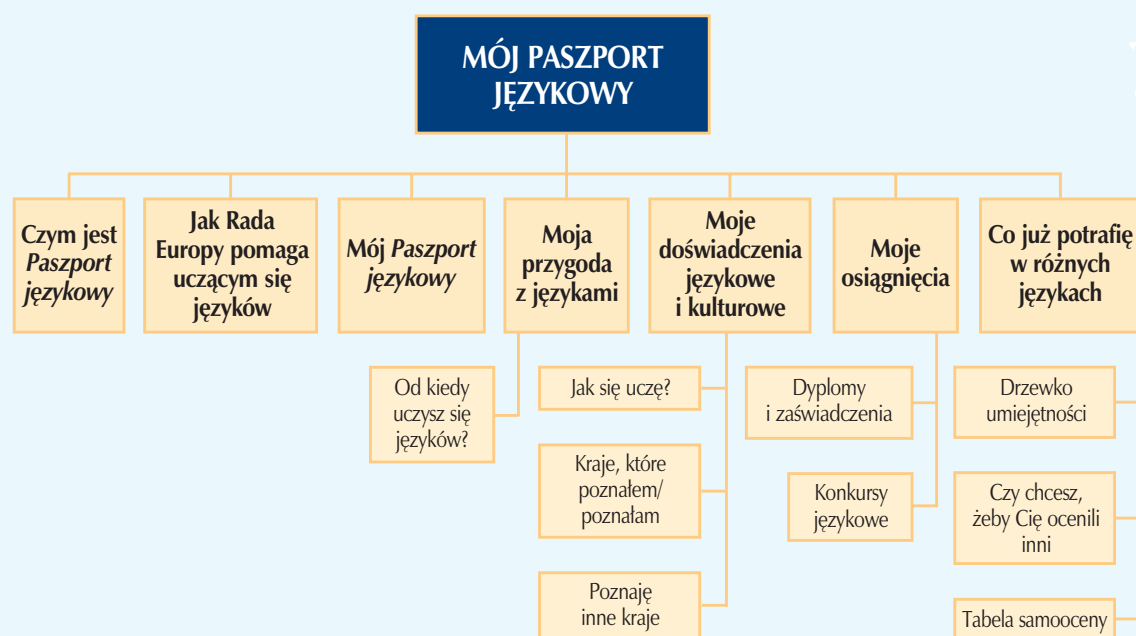 MÓJ PASZPORT
JĘZYKOWY
Czym jest
Paszport
językowy
Jak Rada
Europy pomaga
uczącym się
języków
Mój Paszport
językowy
Moja
przygoda
z językami
Moje
doświadczenia
językowe
i kulturowe
Moje
osiągnięcia
Co już potrafię
w różnych
językach
Od kiedy
uczysz się
języków?
Jak się uczę?
Kraje, które
poznałem/
poznałam
Poznaję
inne kraje
Dyplomy
i zaświadczenia
Konkursy
językowe
Drzewko
umiejętności
Czy chcesz,
żeby Cię ocenili
inni
Tabela samooceny